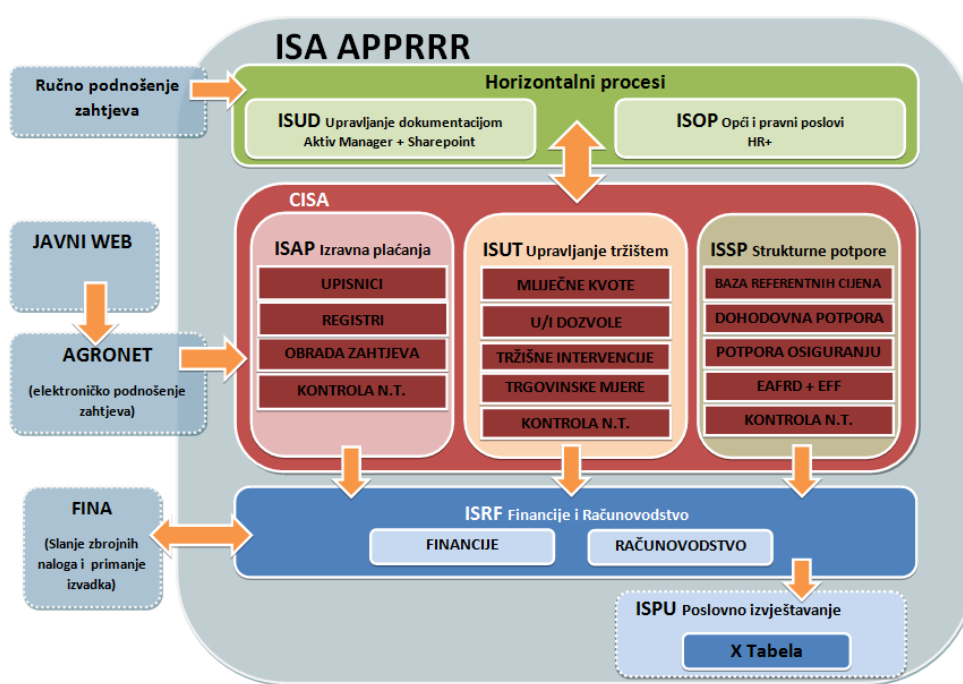 ISA APPRRR
Ručno podnošenje
zahtjeva
Horizontalni procesi
ISUD Upravljanje dokumentacijom
Aktiv Manager + Sharepoint
ISOP Opći i pravni poslovi
HR+
JAVNI WEB
AGRONET
(elektroničko podnošenje
zahtjeva)
CISA
ISAP Izravna plaćanja
UPISNICI
REGISTRI
OBRADA ZAHTJEVA
KONTROLA N.T.
ISUT Upravljanje tržištem
MLIJEČNE KVOTE
U/I DOZVOLE
TRŽIŠNE INTERVENCIJE
TRGOVINSKE MJERE
KONTROLA N.T.
ISSP Strukturne potpore
BAZA REFERENTNIH CIJENA
DOHODOVNA POTPORA
POTPORA OSIGURANJU
EAFRD + EFF
KONTROLA N.T.
FINA
(Slanje zbrojnih
naloga i primanje
izvadka)
ISRF Financije i Računovodstvo
FINANCIJE
RAČUNOVODSTVO
ISPU Poslovno izvještavanje
X Tabela